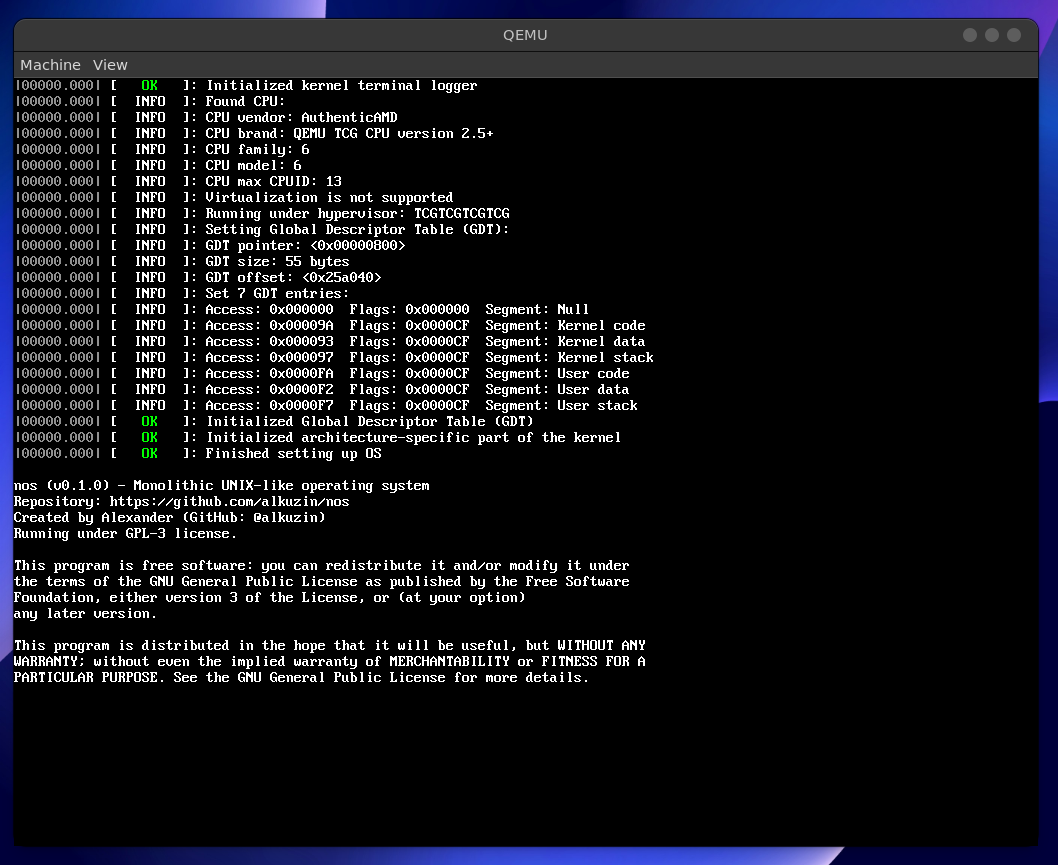 QEMU
Machine View
|00000.000| [ OK ]: Initialized kernel terminal logger
|00000.000| [ INFO ]: Found CPU:
|00000.000| [ INFO ]: CPU vendor: AuthenticAMD
|00000.000| [ INFO ]: CPU brand: QEMU TCG CPU version 2.5+
|00000.000| [ INFO ]: CPU family: 6
|00000.000| [ INFO ]: CPU model: 6
|00000.000| [ INFO ]: CPU max CPUID: 13
|00000.000| [ INFO ]: Virtualization is not supported
|00000.000| [ INFO ]: Running under hypervisor: TCGTCGTCGTCG
|00000.000| [ INFO ]: Setting Global Descriptor Table (GDT):
|00000.000| [ INFO ]: GDT pointer: <0x00000800>
|00000.000| [ INFO ]: GDT size: 55 bytes
|00000.000| [ INFO ]: GDT offset: <0x25a040>
|00000.000| [ INFO ]: Set 7 GDT entries:
|00000.000| [ INFO ]: Access: 0x000000 Flags: 0x000000 Segment: Null
|00000.000| [ INFO ]: Access: 0x00009A Flags: 0x0000CF Segment: Kernel code
|00000.000| [ INFO ]: Access: 0x000093 Flags: 0x0000CF Segment: Kernel data
|00000.000| [ INFO ]: Access: 0x000097 Flags: 0x0000CF Segment: Kernel stack
|00000.000| [ INFO ]: Access: 0x0000FA Flags: 0x0000CF Segment: User code
|00000.000| [ INFO ]: Access: 0x0000F2 Flags: 0x0000CF Segment: User data
|00000.000| [ INFO ]: Access: 0x0000F7 Flags: 0x0000CF Segment: User stack
|00000.000| [ OK ]: Initialized Global Descriptor Table (GDT)
|00000.000| [ OK ]: Initialized architecture-specific part of the kernel
|00000.000| [ OK ]: Finished setting up OS
nos (v0.1.0) - Monolithic UNIX-like operating system
Repository: https://github.com/alkuzin/nos
Created by Alexander (GitHub: @alkuzin)
Running under GPL-3 license.
This program is free software: you can redistribute it and/or modify it under
the terms of the GNU General Public License as published by the Free Software
Foundation, either version 3 of the License, or (at your option)
any later version.
This program is distributed in the hope that it will be useful, but WITHOUT ANY
WARRANTY; without even the implied warranty of MERCHANTABILITY or FITNESS FOR A
PARTICULAR PURPOSE. See the GNU General Public License for more details.